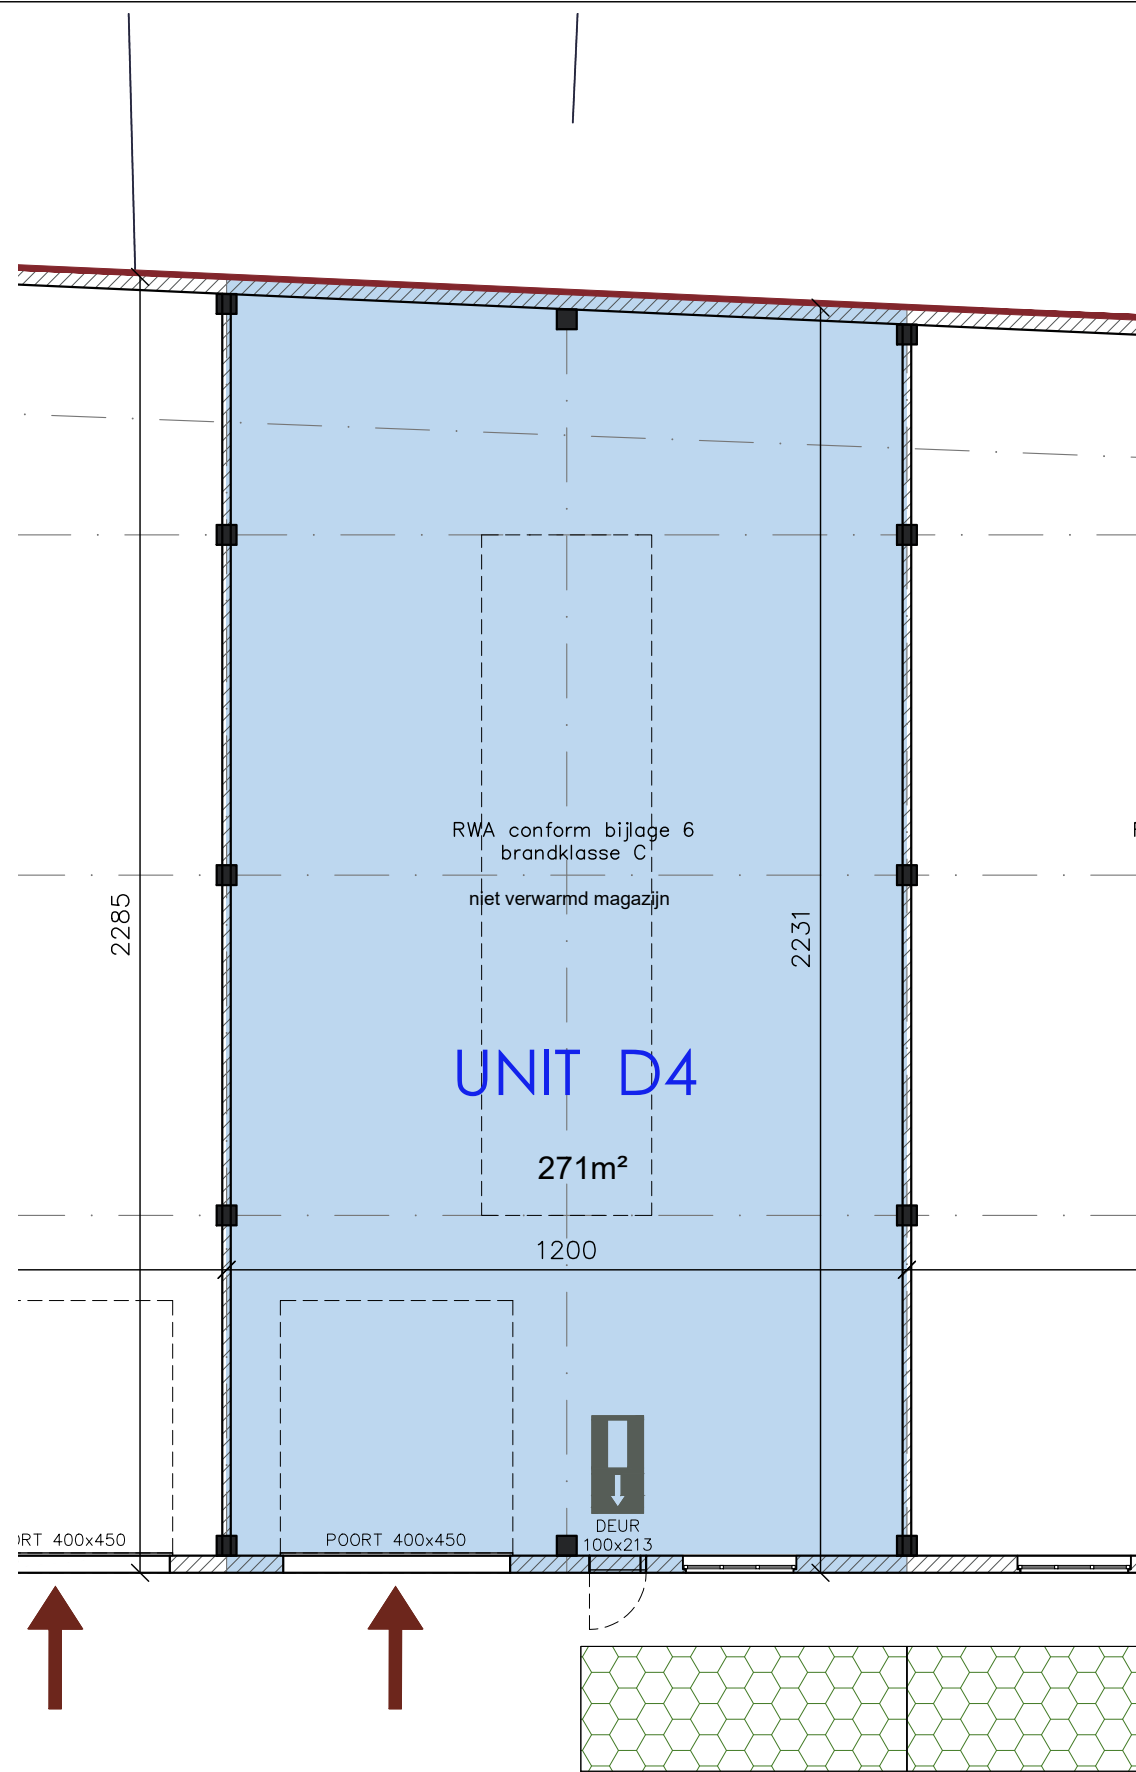 RWA conform bijlage 6
brandklasse C
niet verwarmd magazijn
2285
2231
UNIT D4
271m²
1200
ORT 400x450
POORT 400x450
DEUR
100x213